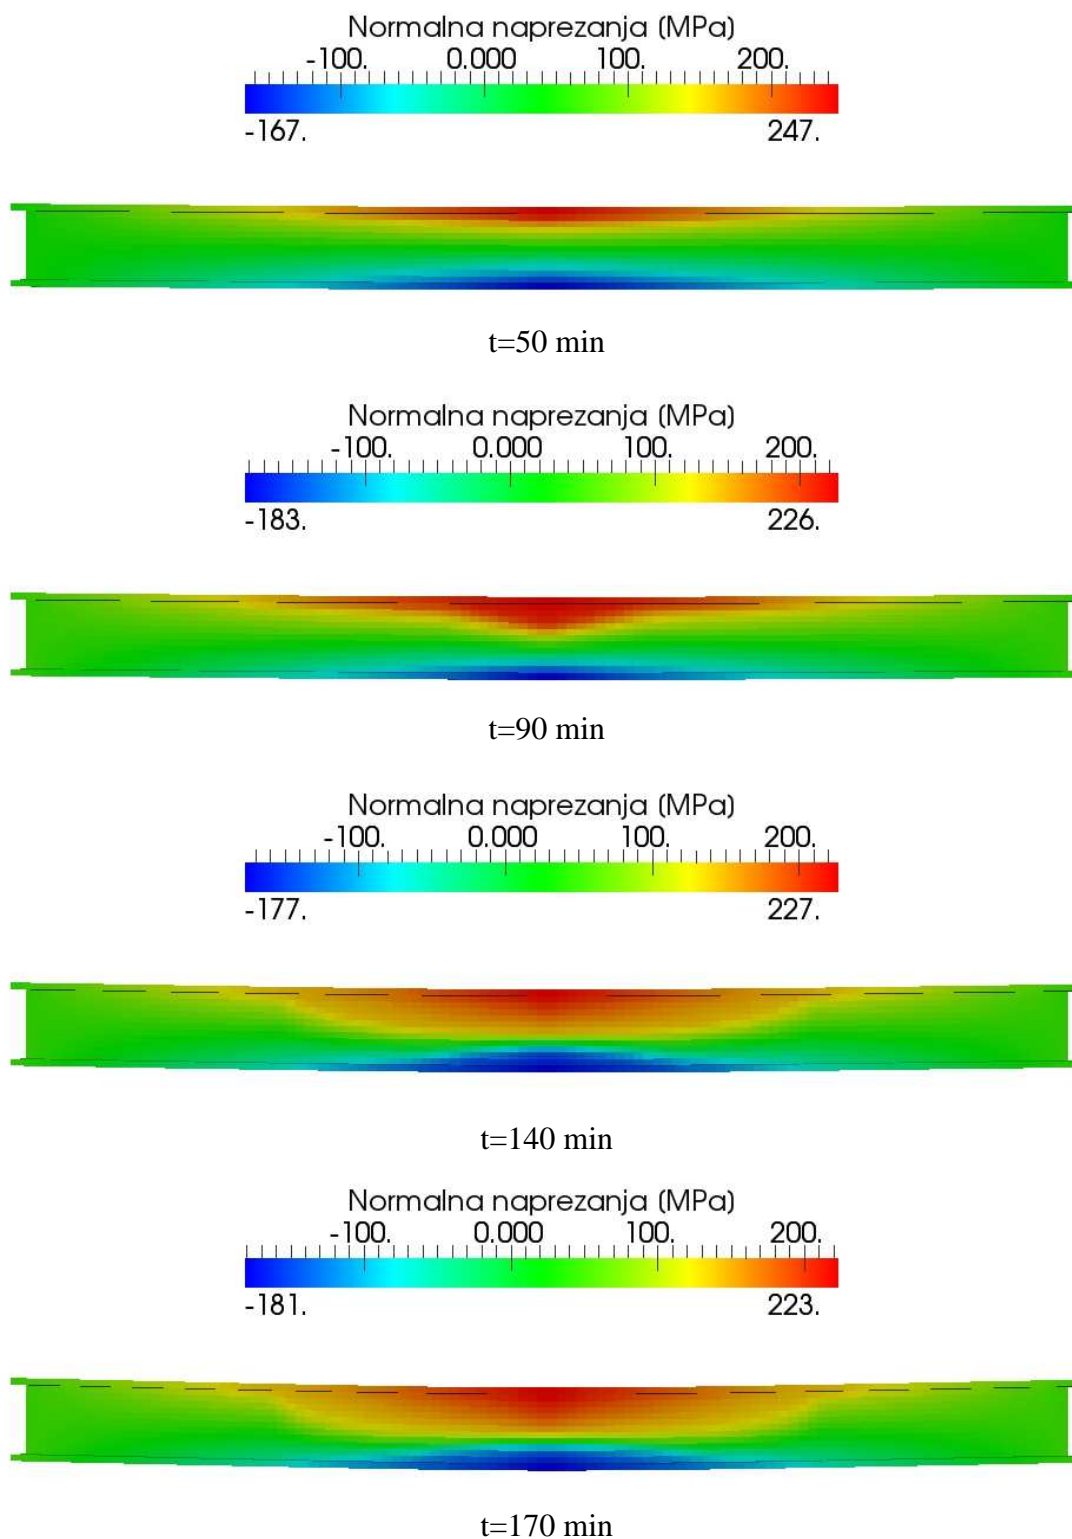 Normalna naprezanja (MPa)
-100. 0.000 100. 200.
-167. 247.
t=50 min
Normalna naprezanja (MPa)
-100. 0.000 100. 200.
-183. 226.
t=90 min
Normalna naprezanja (MPa)
-100. 0.000 100. 200.
-177. 227.
t=140 min
Normalna naprezanja (MPa)
-100. 0.000 100. 200.
-181. 223.
t=170 min